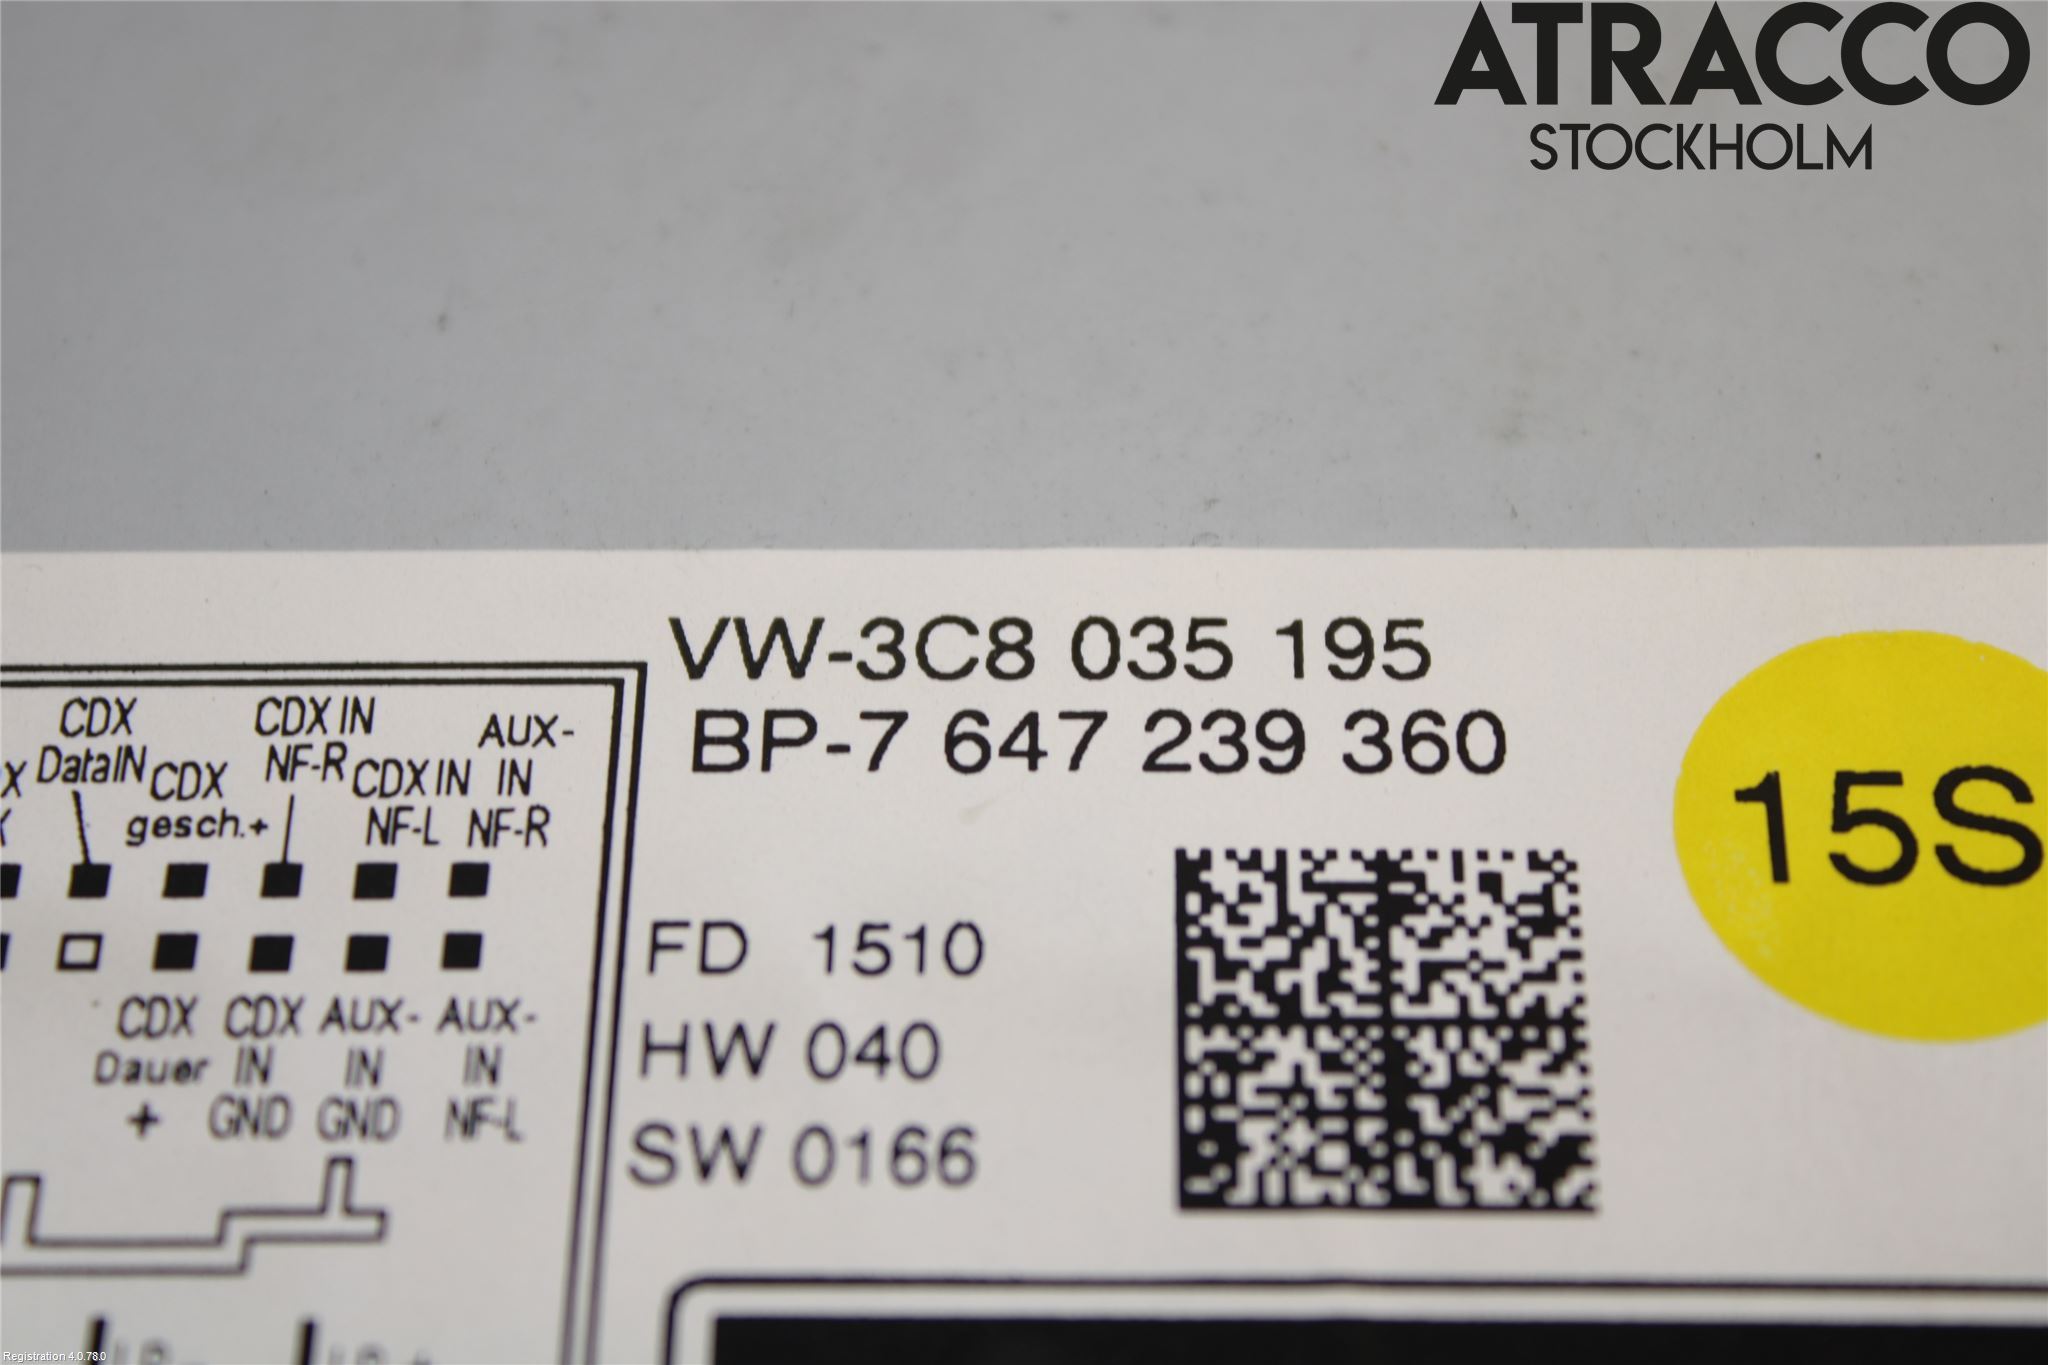 ATRACCO
STOCKHOLM
VW-3C8 035 195
BP-7 647 239 360
15S
FD 1510
HW 040
SW 0166
CDX
DataIN
CDX
gesch.+
CDX IN
NF-R
CDX IN
NF-L
AUX-
IN
NF-R
CDX
Dauer
+
CDX
IN
GND
AUX-
IN
GND
AUX-
IN
NF-L
Registration 4.0.78.0